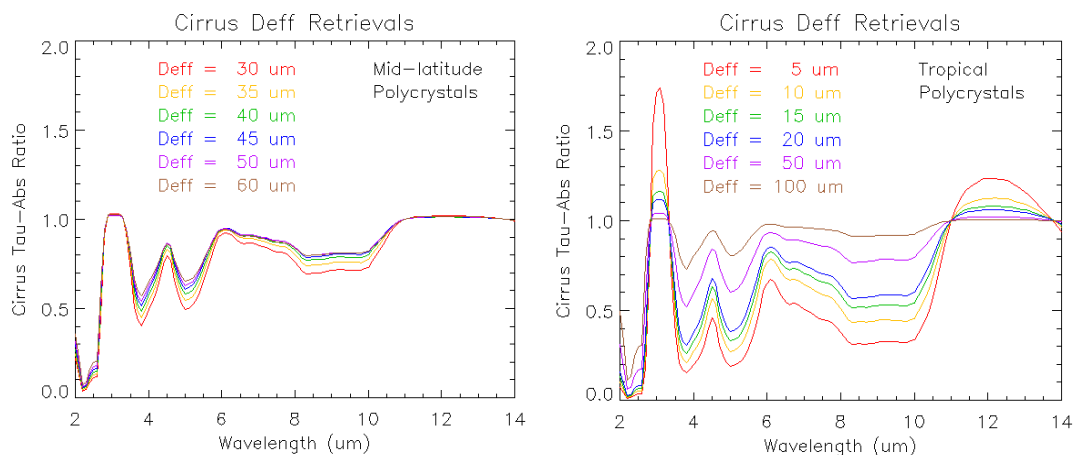 Cirrus Deff Retrievals
2.0
1.5
1.0
0.5
0.0
Cirrus Tau-Abs Ratio
Deff = 30 um
Deff = 35 um
Deff = 40 um
Deff = 45 um
Deff = 50 um
Deff = 60 um
Mid-latitude
Polycrystals
2 4 6 8 10 12 14
Wavelength (um)
Cirrus Deff Retrievals
2.0
1.5
1.0
0.5
0.0
Cirrus Tau-Abs Ratio
Deff = 5 um
Deff = 10 um
Deff = 15 um
Deff = 20 um
Deff = 50 um
Deff = 100 um
Tropical
Polycrystals
2 4 6 8 10 12 14
Wavelength (um)